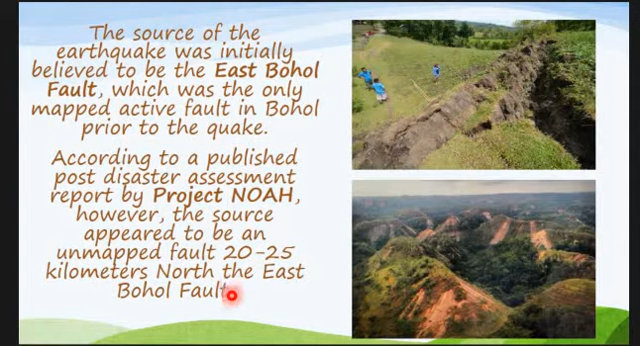 The source of the
earthquake was initially
believed to be the East Bohol
Fault, which was the only
mapped active fault in Bohol
prior to the quake.
According to a published
post disaster assessment
report by Project NOAH,
however, the source
appeared to be an
unmapped fault 20-25
kilometers North the East
Bohol Fault.